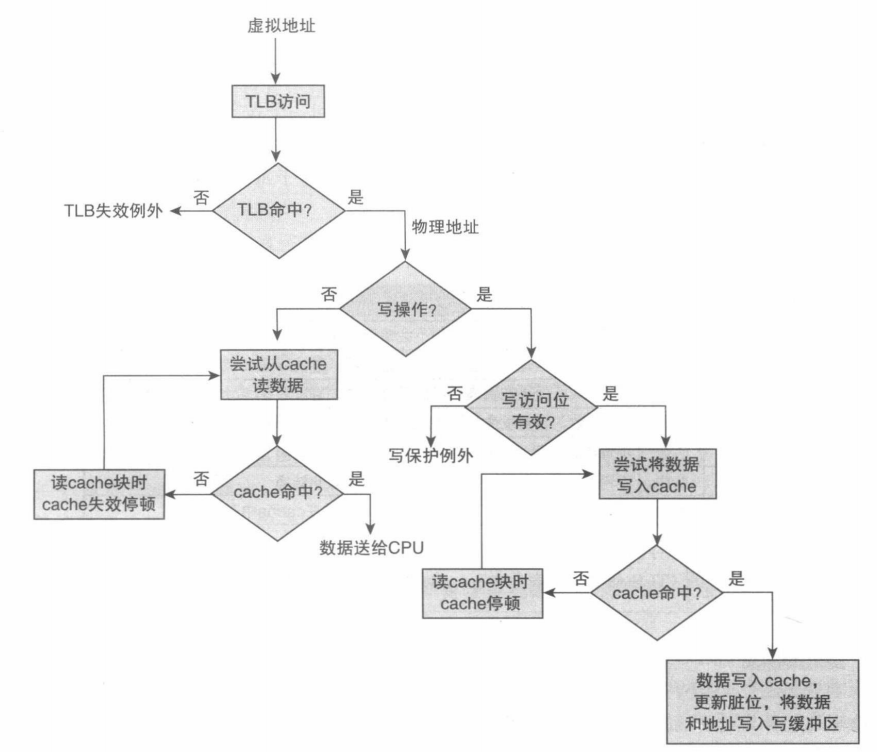 虚拟地址
TLB访问
TLB命中?
否
是
TLB失效例外
物理地址
写操作?
否
是
尝试从cache
读数据
写访问位
有效?
否
是
写保护例外
cache命中?
否
是
读cache块时
cache失效停顿
数据送给CPU
尝试将数据
写入cache
cache命中?
否
是
读cache块时
cache停顿
数据写入cache，
更新脏位，将数据
和地址写入写缓冲区